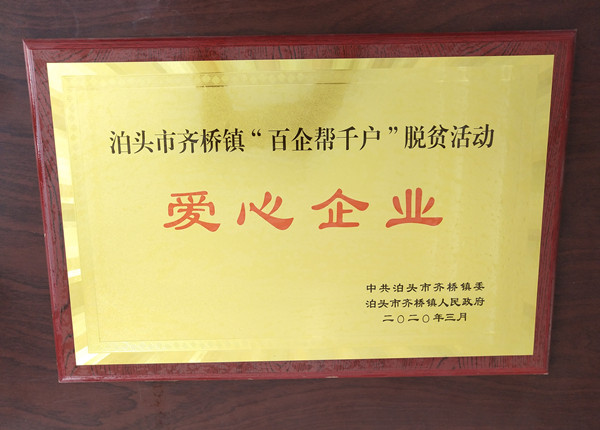 泊头市齐桥镇“百企帮千户”脱贫活动
爱心企业
中共泊头市齐桥镇委
泊头市齐桥镇人民政府
二〇二〇年三月